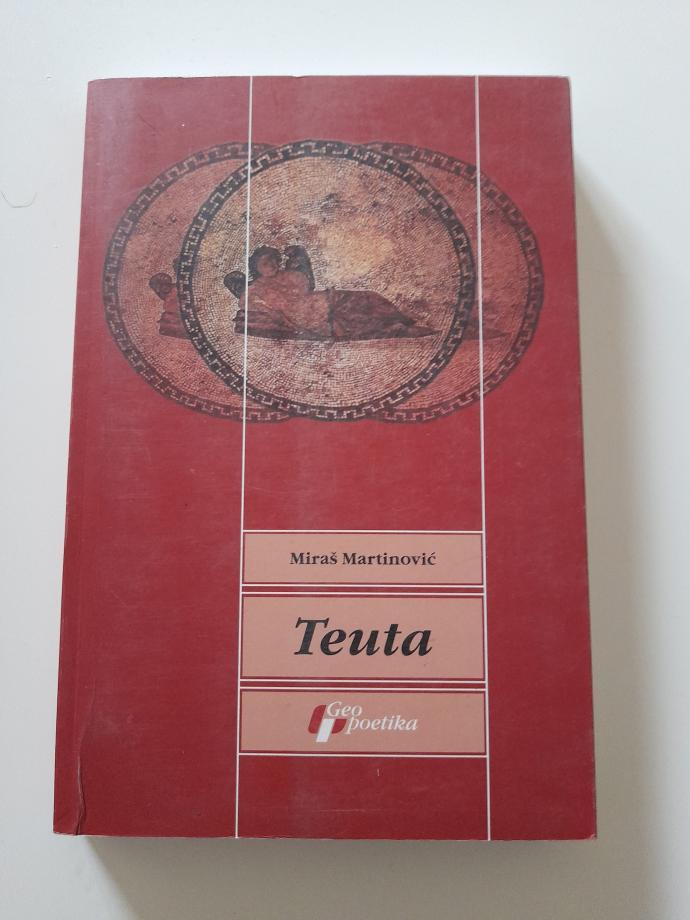 Miraš Martinović
Teuta
Geo
poetika